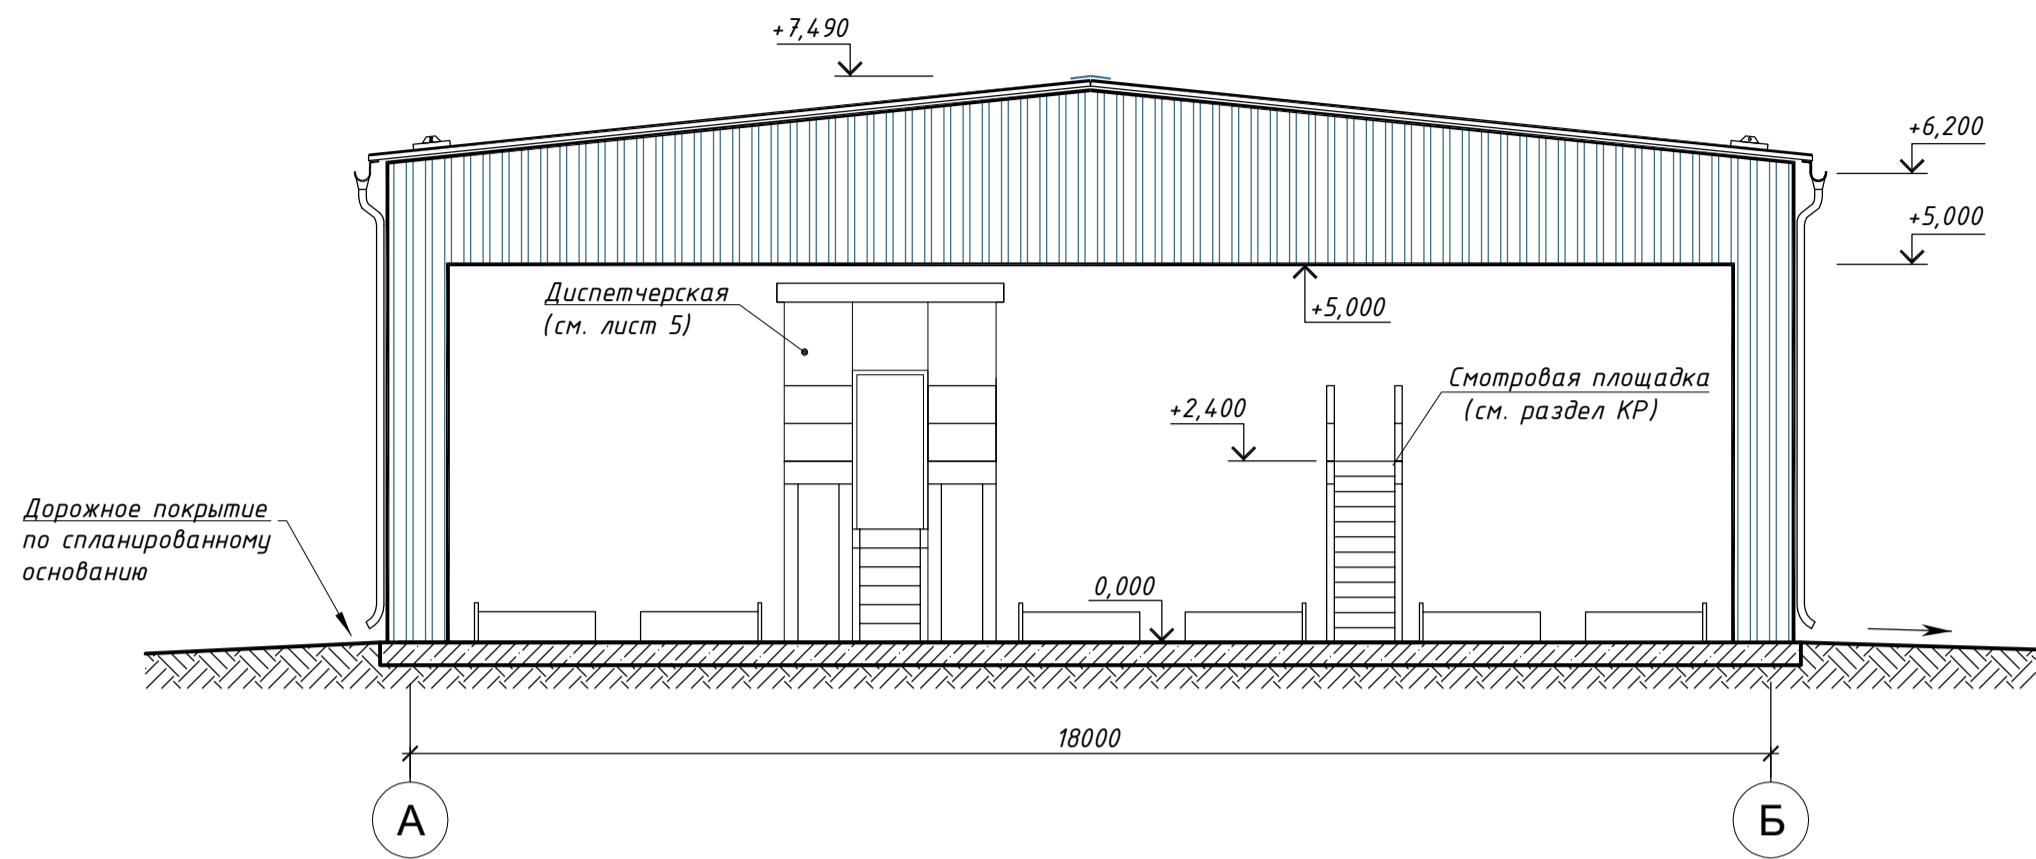 +7,490
+6,200
+5,000
Диспетчерская
(см. лист 5)
+5,000
Смотровая площадка
(см. раздел КР)
+2,400
Дорожное покрытие
по спланированному
основанию
0,000
18000
А
Б